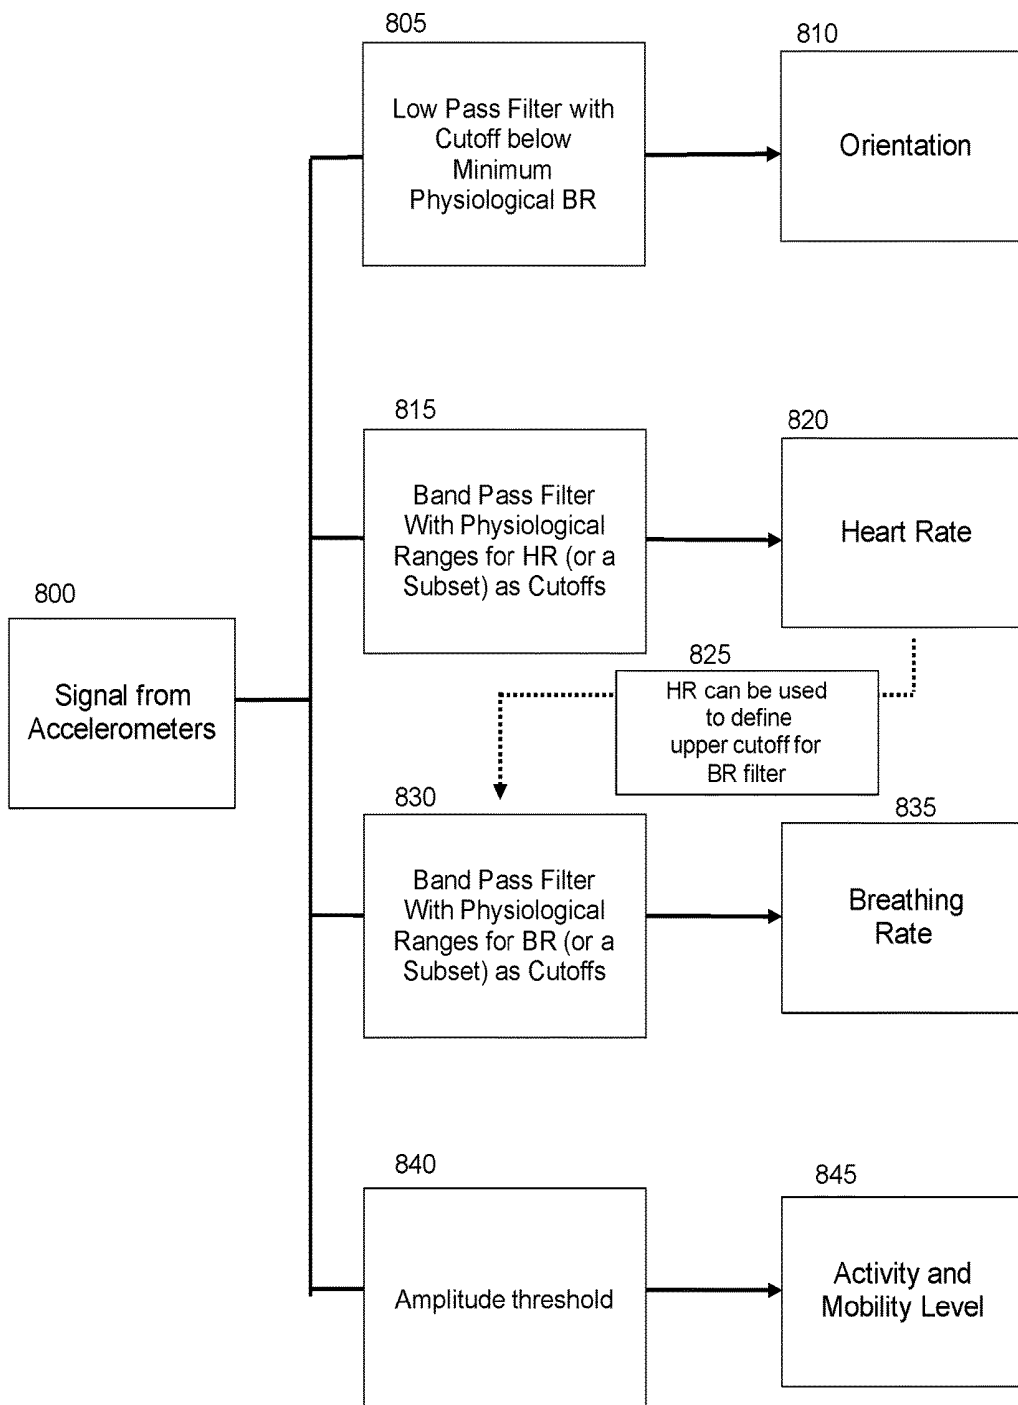 805
Low Pass Filter with
Cutoff below
Minimum
Physiological BR
810
Orientation
815
Band Pass Filter
With Physiological
Ranges for HR (or a
Subset) as Cutoffs
820
Heart Rate
800
Signal from
Accelerometers
825
HR can be used
to define
upper cutoff for
BR filter
830
Band Pass Filter
With Physiological
Ranges for BR (or a
Subset) as Cutoffs
835
Breathing
Rate
840
Amplitude threshold
845
Activity and
Mobility Level